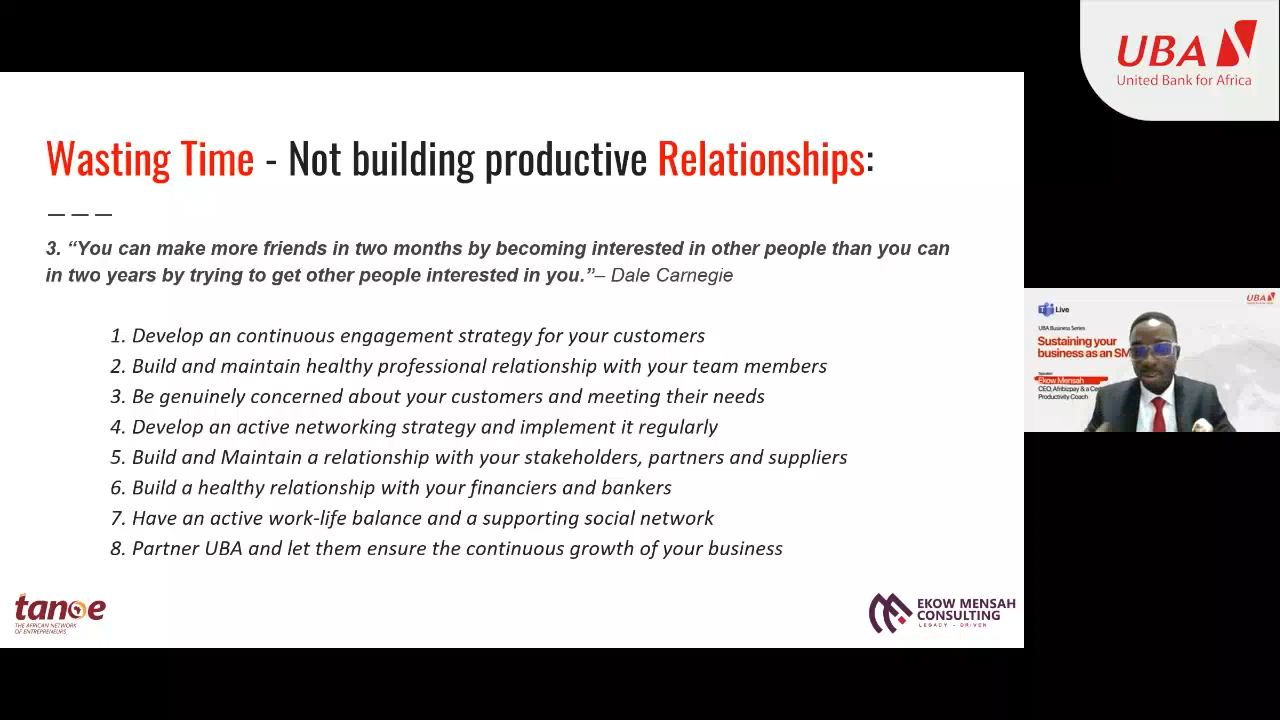 UBA
United Bank for Africa
Wasting Time - Not building productive Relationships:
3. “You can make more friends in two months by becoming interested in other people than you can
in two years by trying to get other people interested in you.”– Dale Carnegie
1. Develop an continuous engagement strategy for your customers
2. Build and maintain healthy professional relationship with your team members
3. Be genuinely concerned about your customers and meeting their needs
4. Develop an active networking strategy and implement it regularly
5. Build and Maintain a relationship with your stakeholders, partners and suppliers
6. Build a healthy relationship with your financiers and bankers
7. Have an active work-life balance and a supporting social network
8. Partner UBA and let them ensure the continuous growth of your business
tanoe
THE AFRICAN NETWORK
OF ENTREPRENEURS
EKOW MENSAH
CONSULTING
LEGACY - DRIVEN
UBA
Live
UBA Business Series
Sustaining your
business as an SM
Speaker
Ekow Mensah
CEO, Afribizpay & a Ce
Productivity Coach